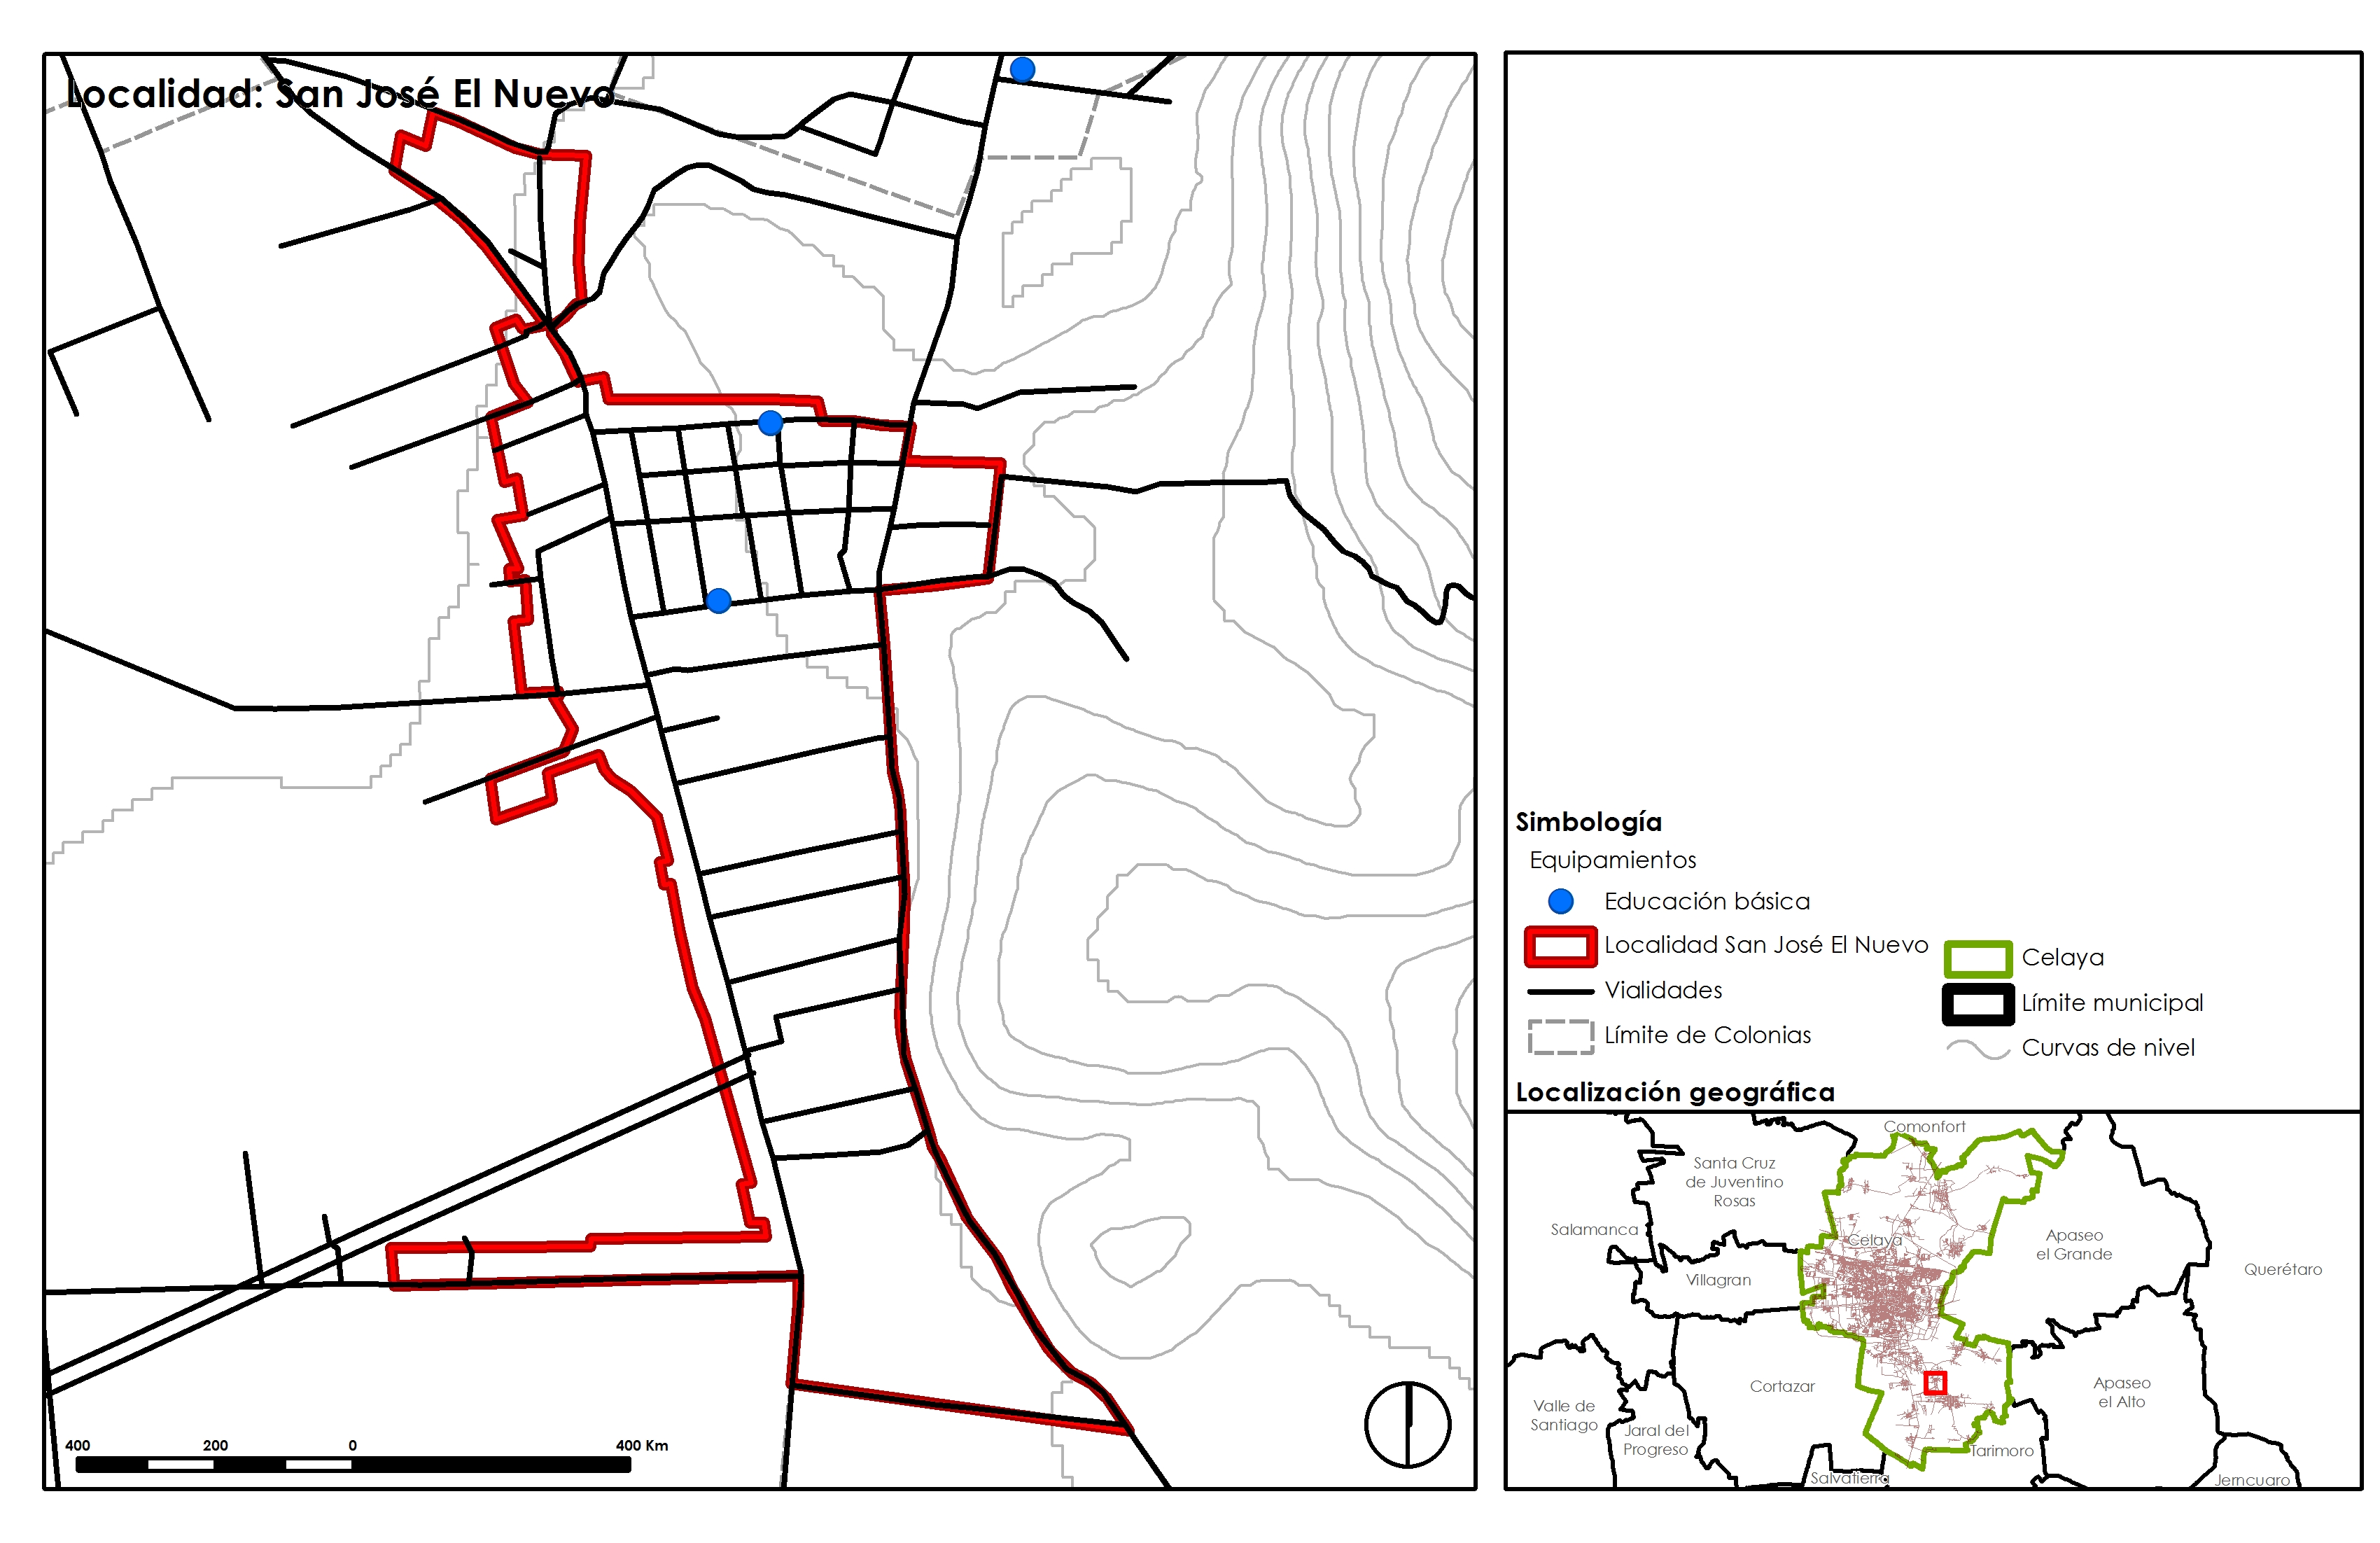 Localidad: San José El Nuevo
400 200 0 400 Km
Simbología
Equipamientos
Educación básica
Localidad San José El Nuevo
Vialidades
Límite de Colonias
Celaya
Límite municipal
Curvas de nivel
Localización geográfica
Comonfort
Santa Cruz
de Juventino
Rosas
Salamanca
Celaya
Apaseo
el Grande
Querétaro
Villagran
Cortazar
Apaseo
el Alto
Valle de
Santiago
Jaral del
Progreso
Tarimoro
Salvatierra
Jerncuaro